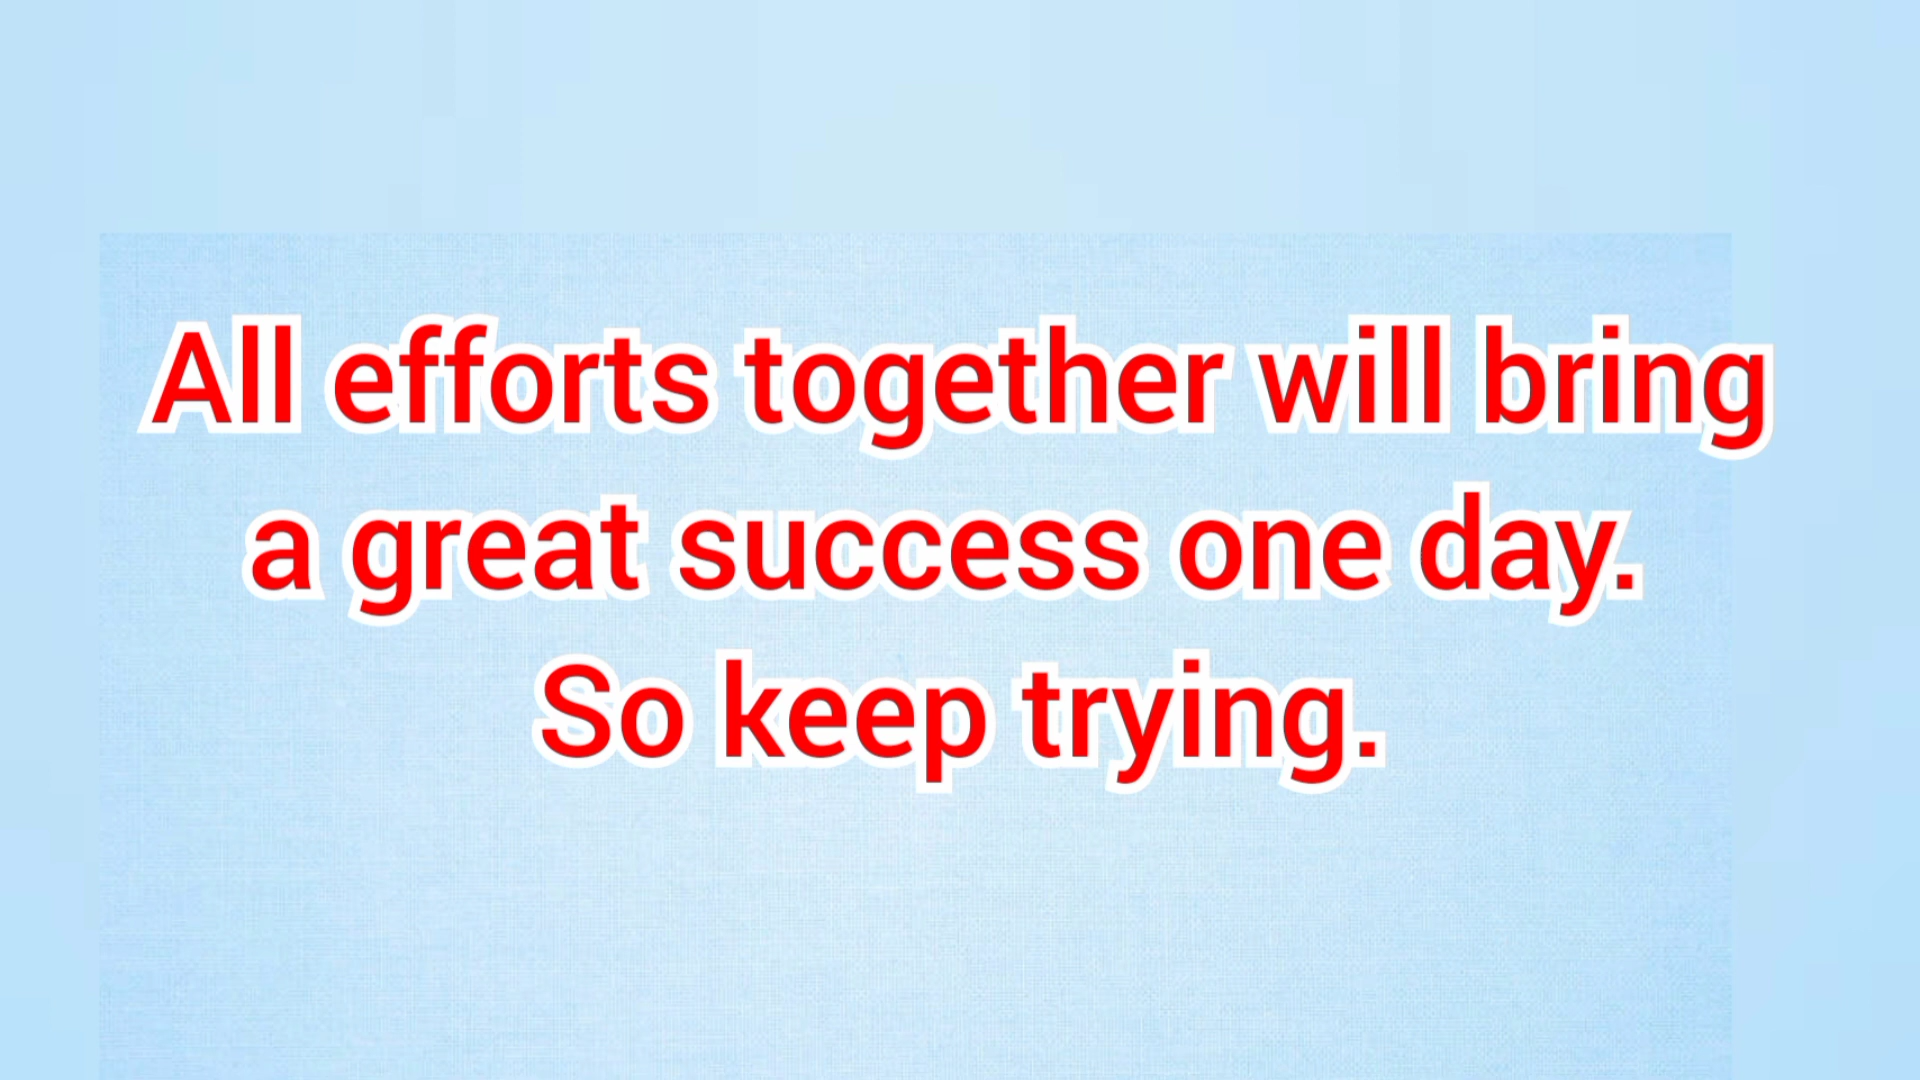 All efforts together will bring
a great success one day.
So keep trying.